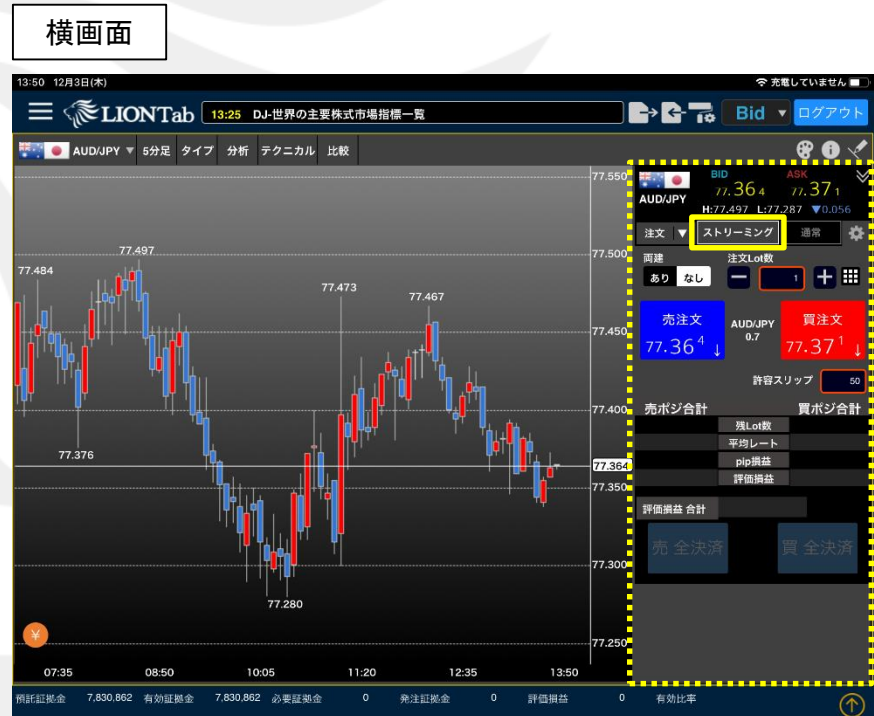 横画面
13:50 12月3日(木)
充電していません
LIONTab 13:25 DJ-世界の主要株式市場指標一覧 Bid ▼ ログアウト
AUD/JPY ▼ 5分足 タイプ 分析 テクニカル 比較
77.550
77.500
77.450
77.400
77.364
77.350
77.300
77.250
77.497
77.484
77.473
77.467
77.376
77.280
¥
07:35 08:50 10:05 11:20 12:35 13:50
BID ASK
AUD/JPY 77.36 4 77.37 1
H:77.497 L:77.287 ▼0.056
注文 ▼ ストリーミング 通常
両建 注文Lot数
あり なし − 1 +
売注文 AUD/JPY 買注文
77.36 4 ↓ 0.7 77.37 1 ↓
許容スリップ 50
売ポジ合計 買ポジ合計
残Lot数
平均レート
pip損益
評価損益
評価損益 合計
売 全決済 買 全決済
預託証拠金 7,830,862 有効証拠金 7,830,862 必要証拠金 0 発注証拠金 0 評価損益 0 有効比率